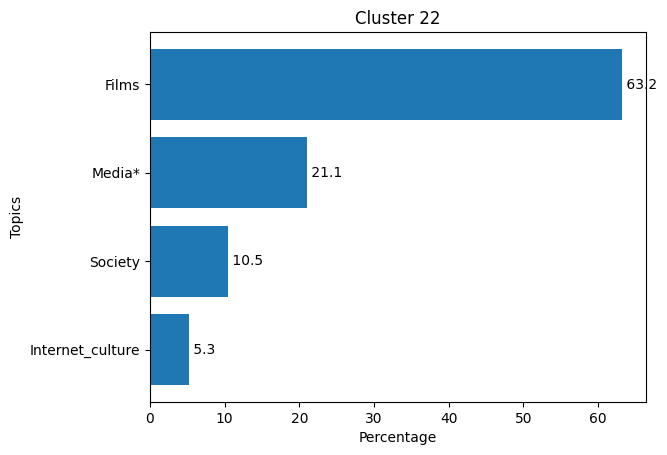 Cluster 22
Topics
Films
63.2
Media*
21.1
Society
10.5
Internet_culture
5.3
0 10 20 30 40 50 60
Percentage